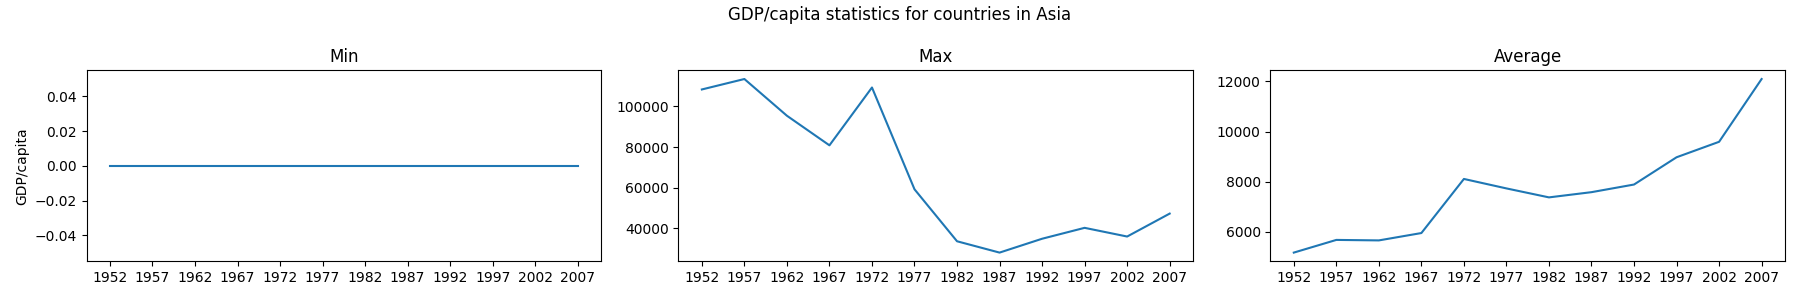 GDP/capita statistics for countries in Asia
Min
GDP/capita
0.04
0.02
0.00
−0.02
−0.04
1952 1957 1962 1967 1972 1977 1982 1987 1992 1997 2002 2007
Max
100000
80000
60000
40000
1952 1957 1962 1967 1972 1977 1982 1987 1992 1997 2002 2007
Average
12000
10000
8000
6000
1952 1957 1962 1967 1972 1977 1982 1987 1992 1997 2002 2007